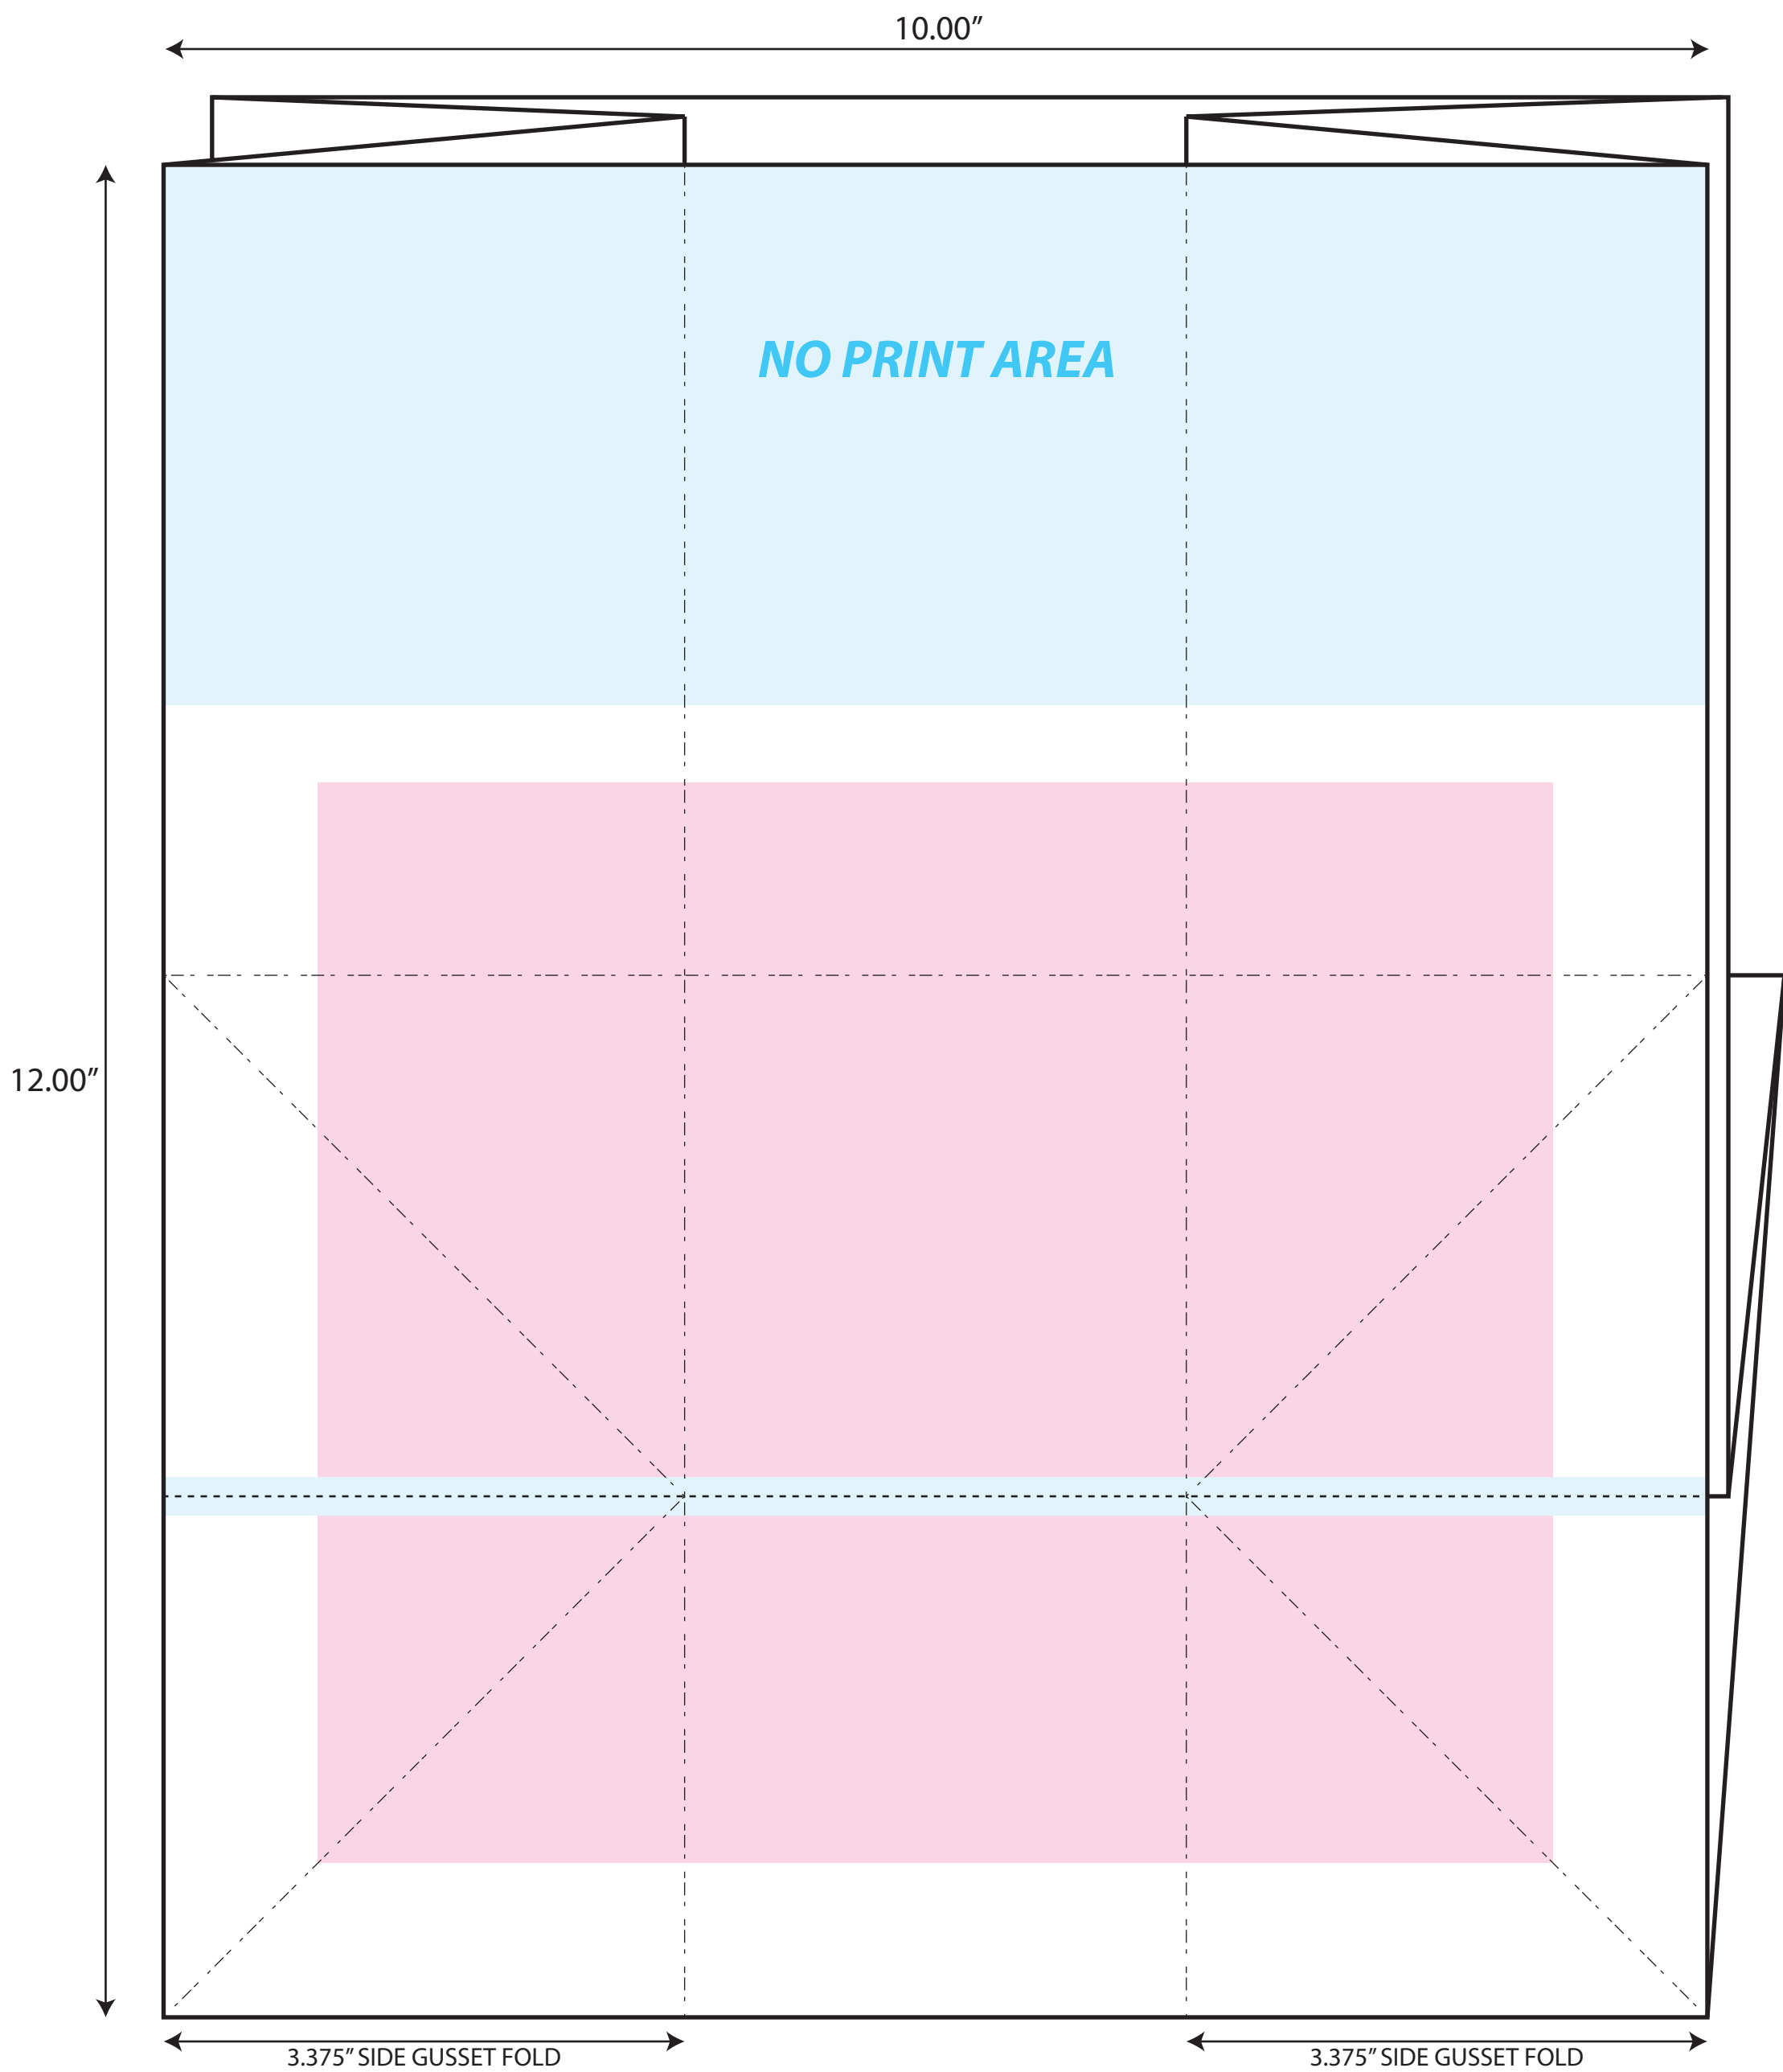 10.00”
NO PRINT AREA
12.00”
3.375” SIDE GUSSET FOLD
3.375” SIDE GUSSET FOLD